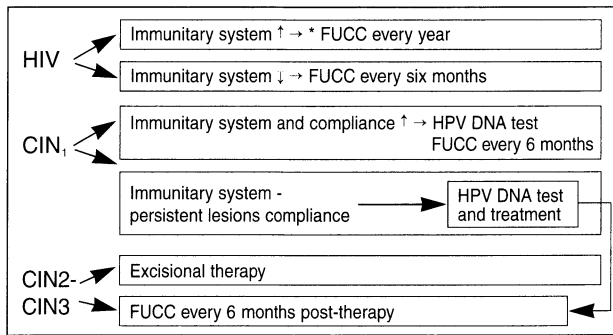 HIV
Immunitary system ↑ → * FUCC every year
Immunitary system ↓ → FUCC every six months
CIN₁
Immunitary system and compliance ↑ → HPV DNA test
FUCC every 6 months
Immunitary system -
persistent lesions compliance
HPV DNA test
and treatment
CIN2-
CIN3
Excisional therapy
FUCC every 6 months post-therapy